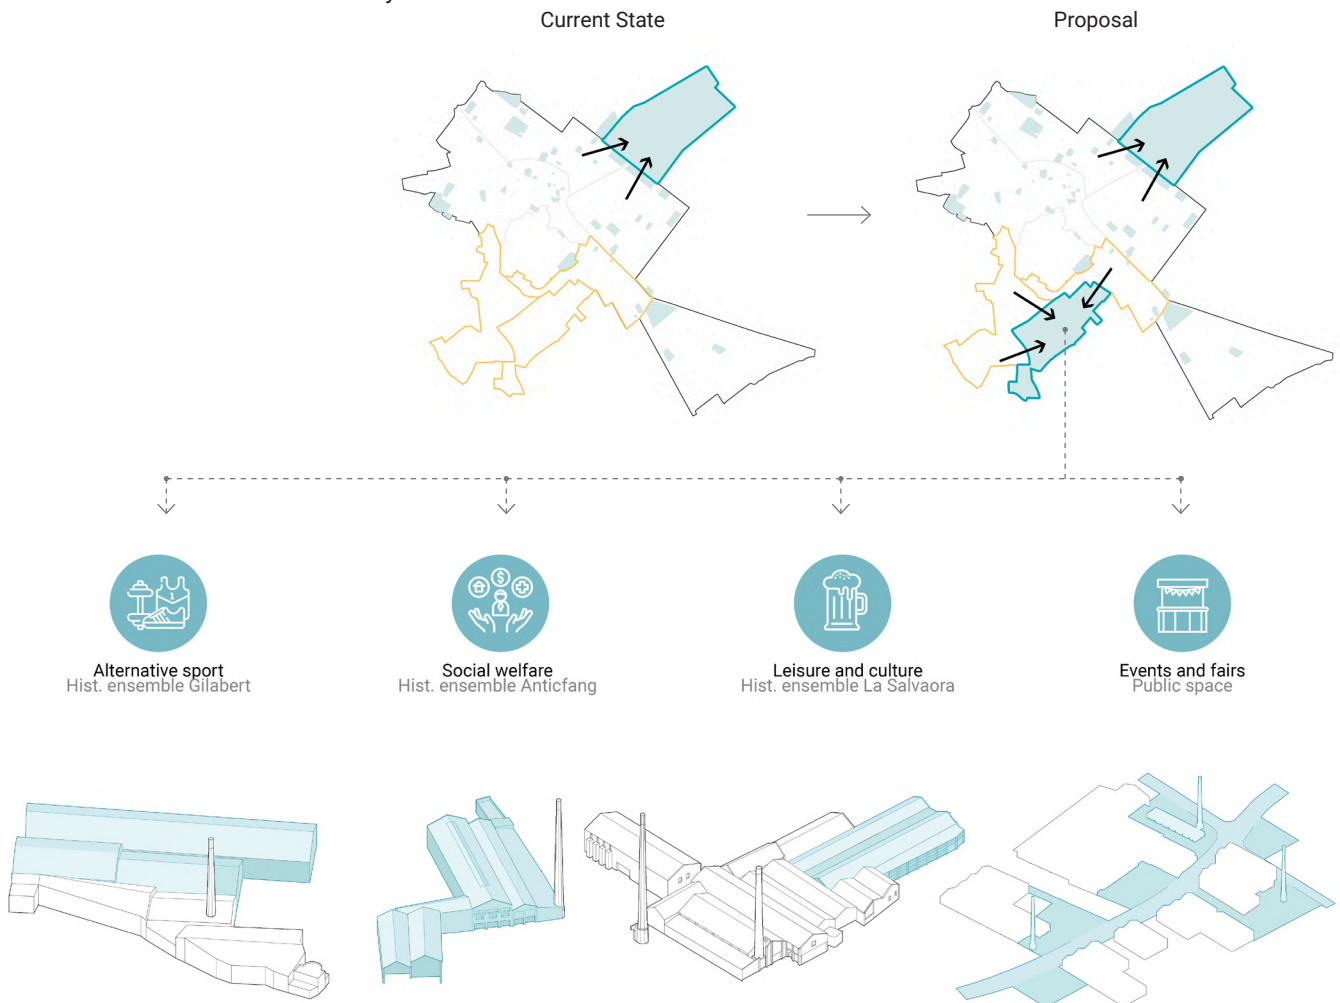 Current State
Proposal
Alternative sport
Hist. ensemble Gilabert
Social welfare
Hist. ensemble Anticfang
Leisure and culture
Hist. ensemble La Salvaora
Events and fairs
Public space